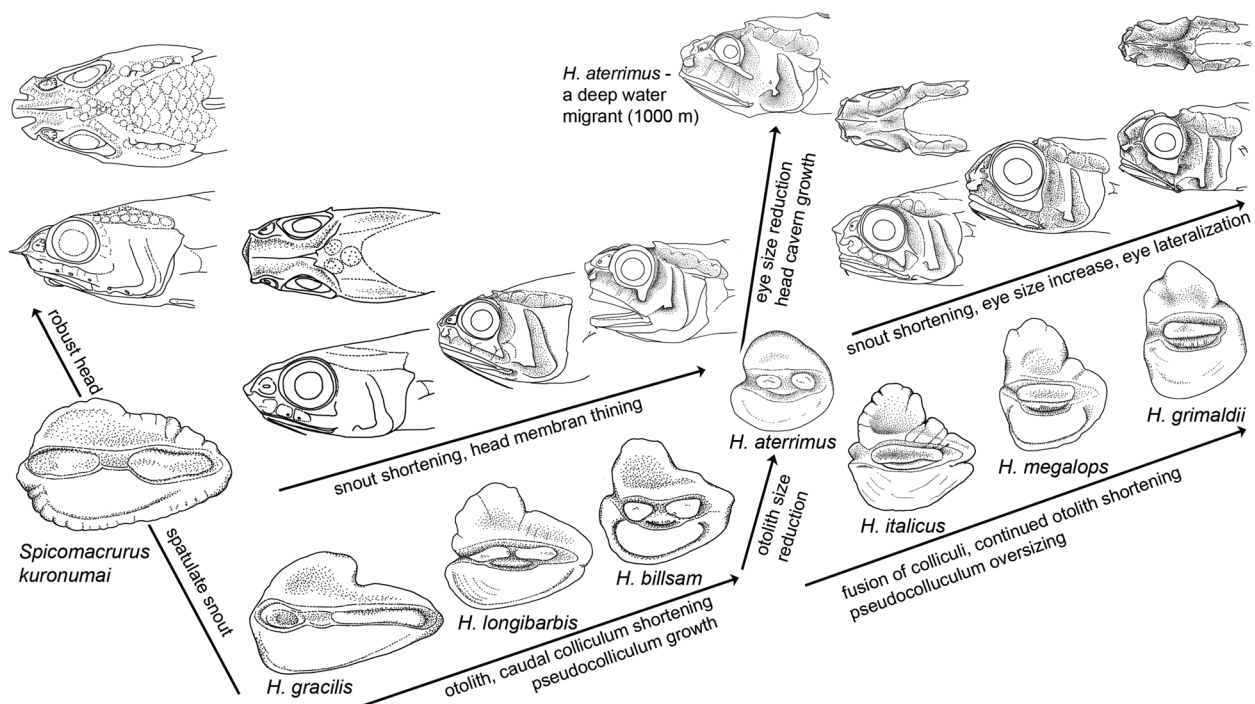 H. aterrimus -
a deep water
migrant (1000 m)
robust head
eye size reduction
head cavern growth
snout shortening, eye size increase, eye lateralization
snout shortening, head membran thining
Spicomacrurus
kuronumai
spatulate snout
H. gracilis
H. longibarbis
H. billsam
H. aterrimus
otolith size
reduction
H. italicus
H. megalops
H. grimaldii
otolith, caudal colliculum shortening
pseudocolliculum growth
fusion of colliculi, continued otolith shortening
pseudocolluculum oversizing